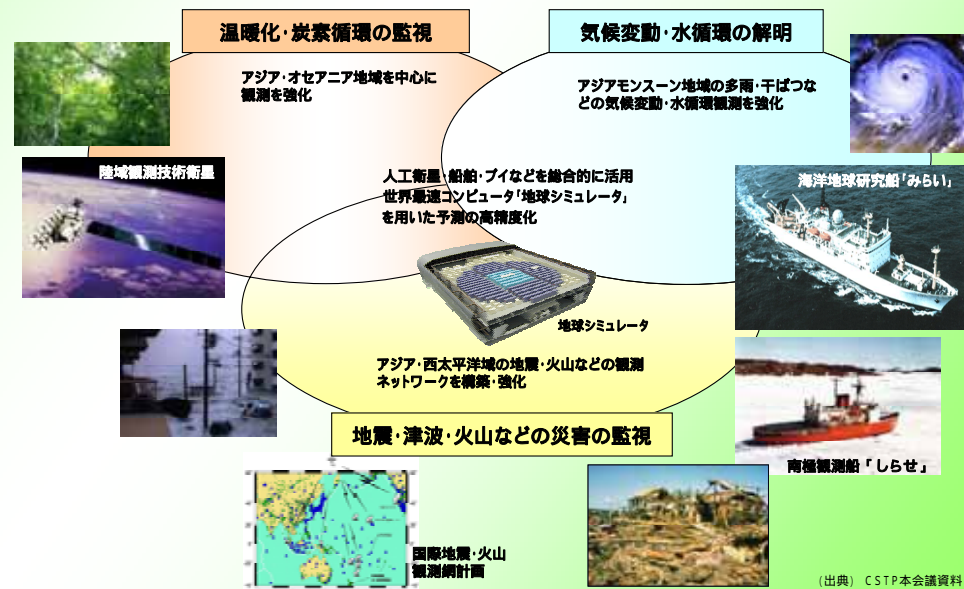 温暖化・炭素循環の監視
気候変動・水循環の解明
アジア・オセアニア地域を中心に
観測を強化
アジアモンスーン地域の多雨・干ばつな
どの気候変動・水循環観測を強化
陸域観測技術衛星
人工衛星・船舶・ブイなどを総合的に活用
世界最速コンピュータ「地球シミュレータ」
を用いた予測の高精度化
海洋地球研究船「みらい」
地球シミュレータ
アジア・西太平洋域の地震・火山などの観測
ネットワークを構築・強化
地震・津波・火山などの災害の監視
南極観測船「しらせ」
国際地震・火山
観測網計画
(出典) CSTP本会議資料